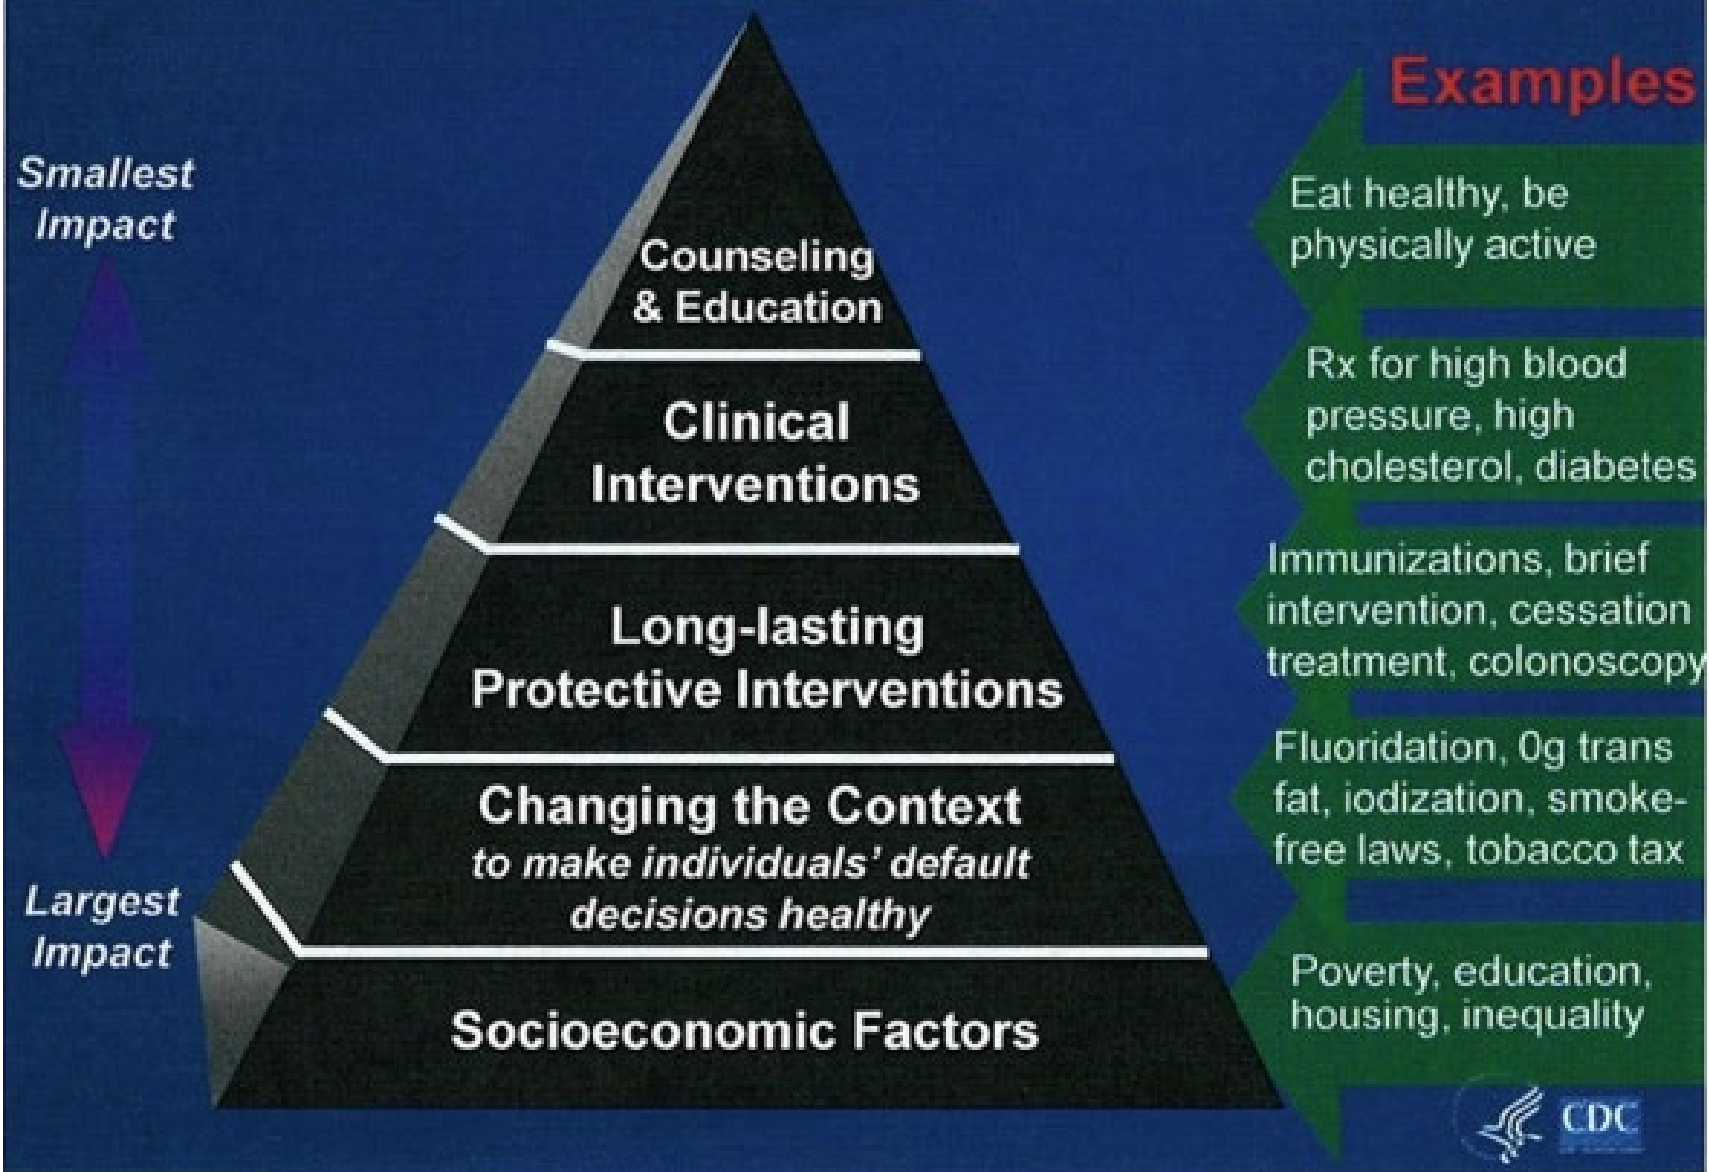 Examples
Smallest
Impact
Counseling
& Education
Eat healthy, be
physically active
Clinical
Interventions
Rx for high blood
pressure, high
cholesterol, diabetes
Long-lasting
Protective Interventions
Immunizations, brief
intervention, cessation
treatment, colonoscopy
Changing the Context
to make individuals’ default
decisions healthy
Fluoridation, 0g trans
fat, iodization, smoke-
free laws, tobacco tax
Largest
Impact
Socioeconomic Factors
Poverty, education,
housing, inequality
CDC